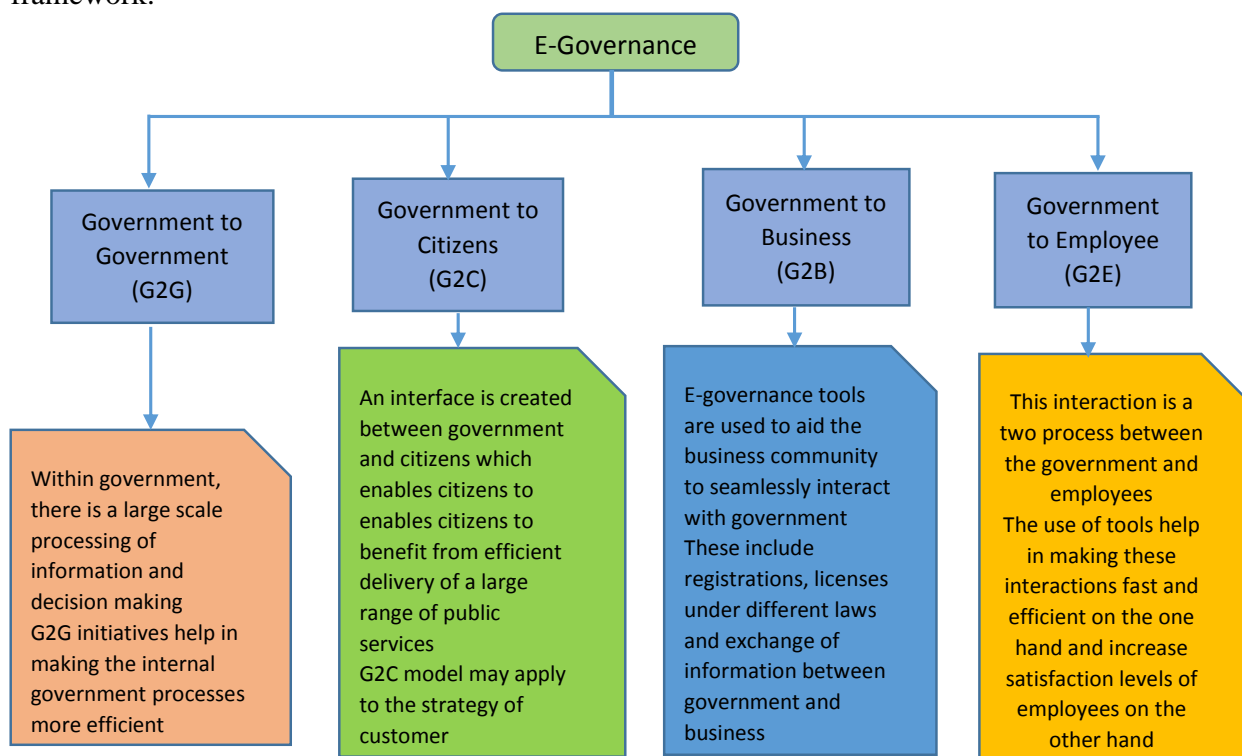 framework.
E-Governance
Government to
Government
(G2G)
Government to
Citizens
(G2C)
Government to
Business
(G2B)
Government
to Employee
(G2E)
Within government,
there is a large scale
processing of
information and
decision making
G2G initiatives help in
making the internal
government processes
more efficient
An interface is created
between government
and citizens which
enables citizens to
enables citizens to
benefit from efficient
delivery of a large
range of public
services
G2C model may apply
to the strategy of
customer
E-governance tools
are used to aid the
business community
to seamlessly interact
with government
These include
registrations, licenses
under different laws
and exchange of
information between
government and
business
This interaction is a
two process between
the government and
employees
The use of tools help
in making these
interactions fast and
efficient on the one
hand and increase
satisfaction levels of
employees on the
other hand